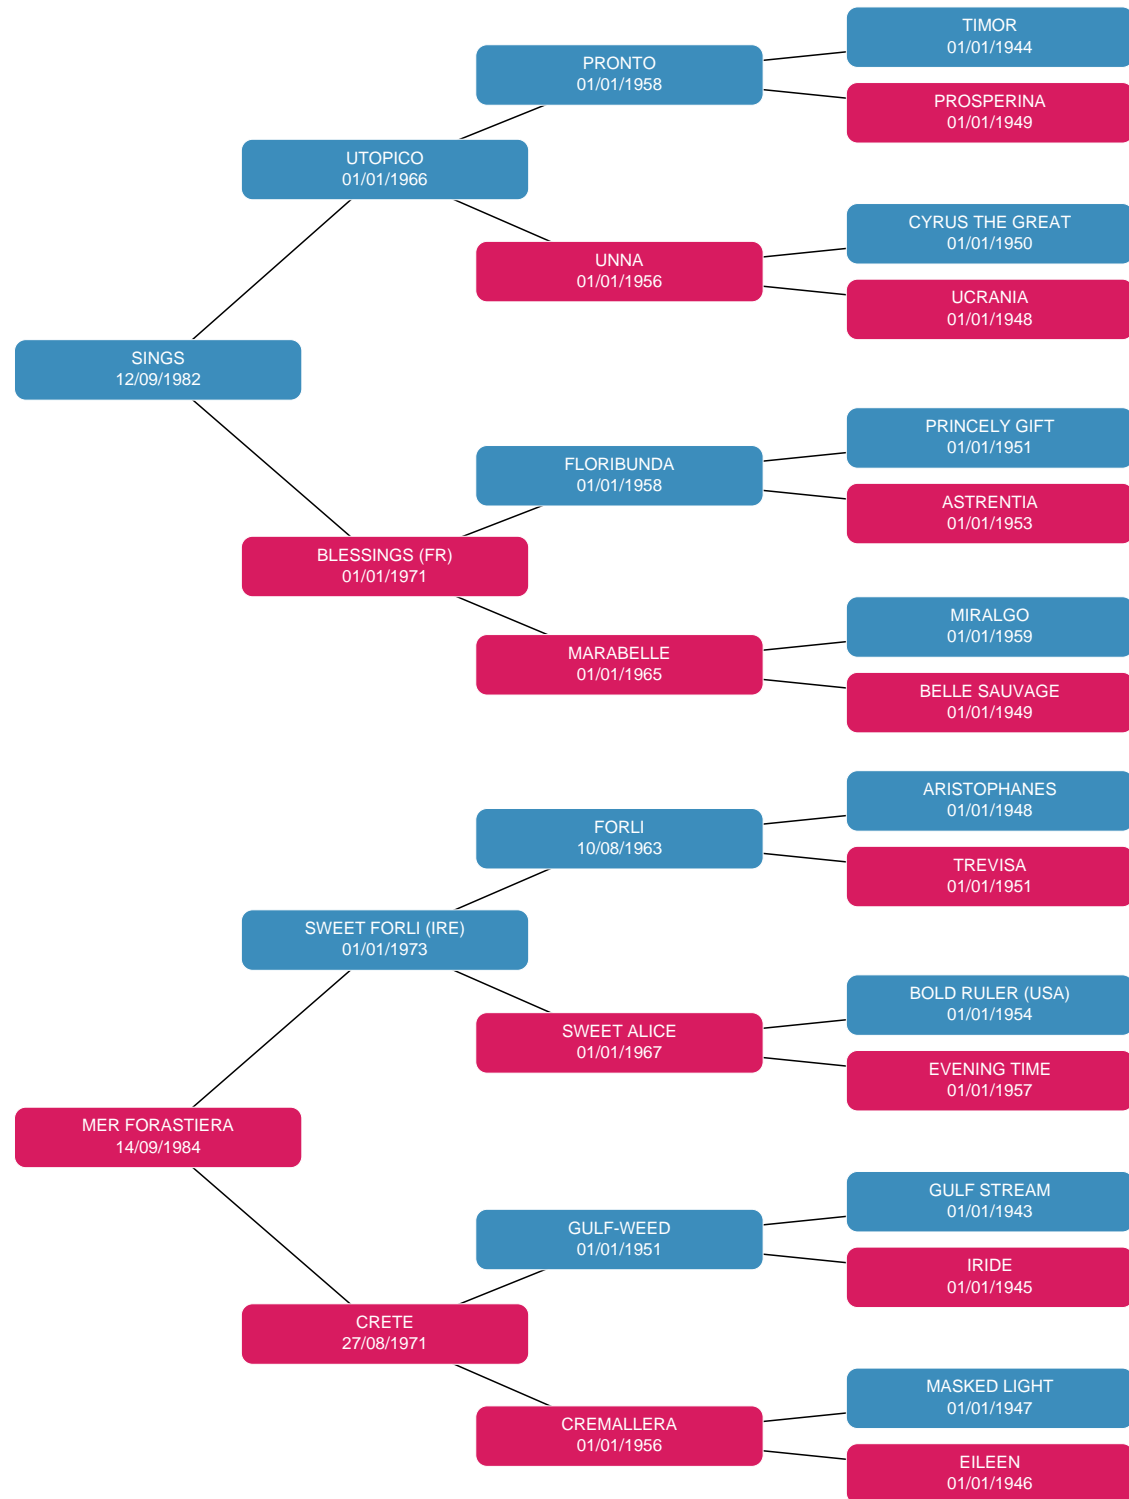 TIMOR
01/01/1944
PRONTO
01/01/1958
PROSPERINA
01/01/1949
UTOPICO
01/01/1966
CYRUS THE GREAT
01/01/1950
UNNA
01/01/1956
UCRANIA
01/01/1948
SINGS
12/09/1982
PRINCELY GIFT
01/01/1951
FLORIBUNDA
01/01/1958
ASTRENTIA
01/01/1953
BLESSINGS (FR)
01/01/1971
MIRALGO
01/01/1959
MARABELLE
01/01/1965
BELLE SAUVAGE
01/01/1949
ARISTOPHANES
01/01/1948
FORLI
10/08/1963
TREVISA
01/01/1951
SWEET FORLI (IRE)
01/01/1973
BOLD RULER (USA)
01/01/1954
SWEET ALICE
01/01/1967
EVENING TIME
01/01/1957
MER FORASTIERA
14/09/1984
GULF STREAM
01/01/1943
GULF-WEED
01/01/1951
IRIDE
01/01/1945
CRETE
27/08/1971
MASKED LIGHT
01/01/1947
CREMALLERA
01/01/1956
EILEEN
01/01/1946